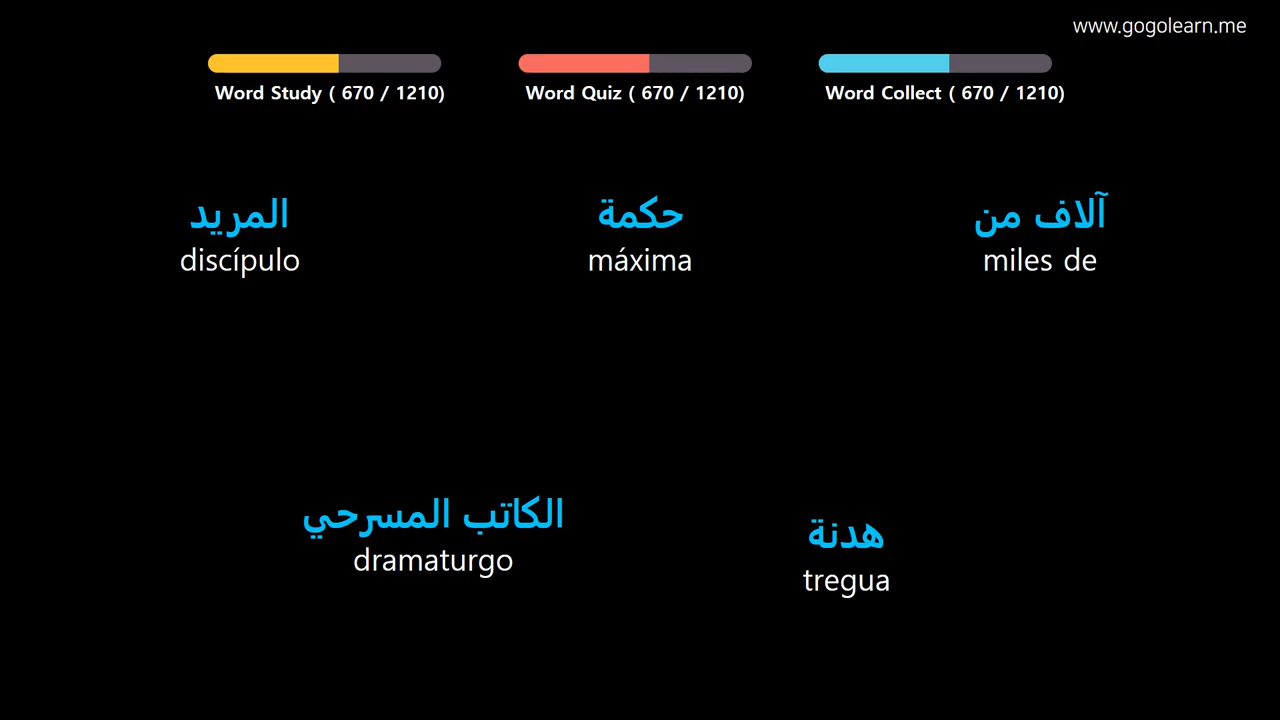 www.gogolearn.me
Word Study ( 670 / 1210)
Word Quiz ( 670 / 1210)
Word Collect ( 670 / 1210)
المريد
discípulo
حكمة
máxima
آلاف من
miles de
الكاتب المسرحي
dramaturgo
هدنة
tregua